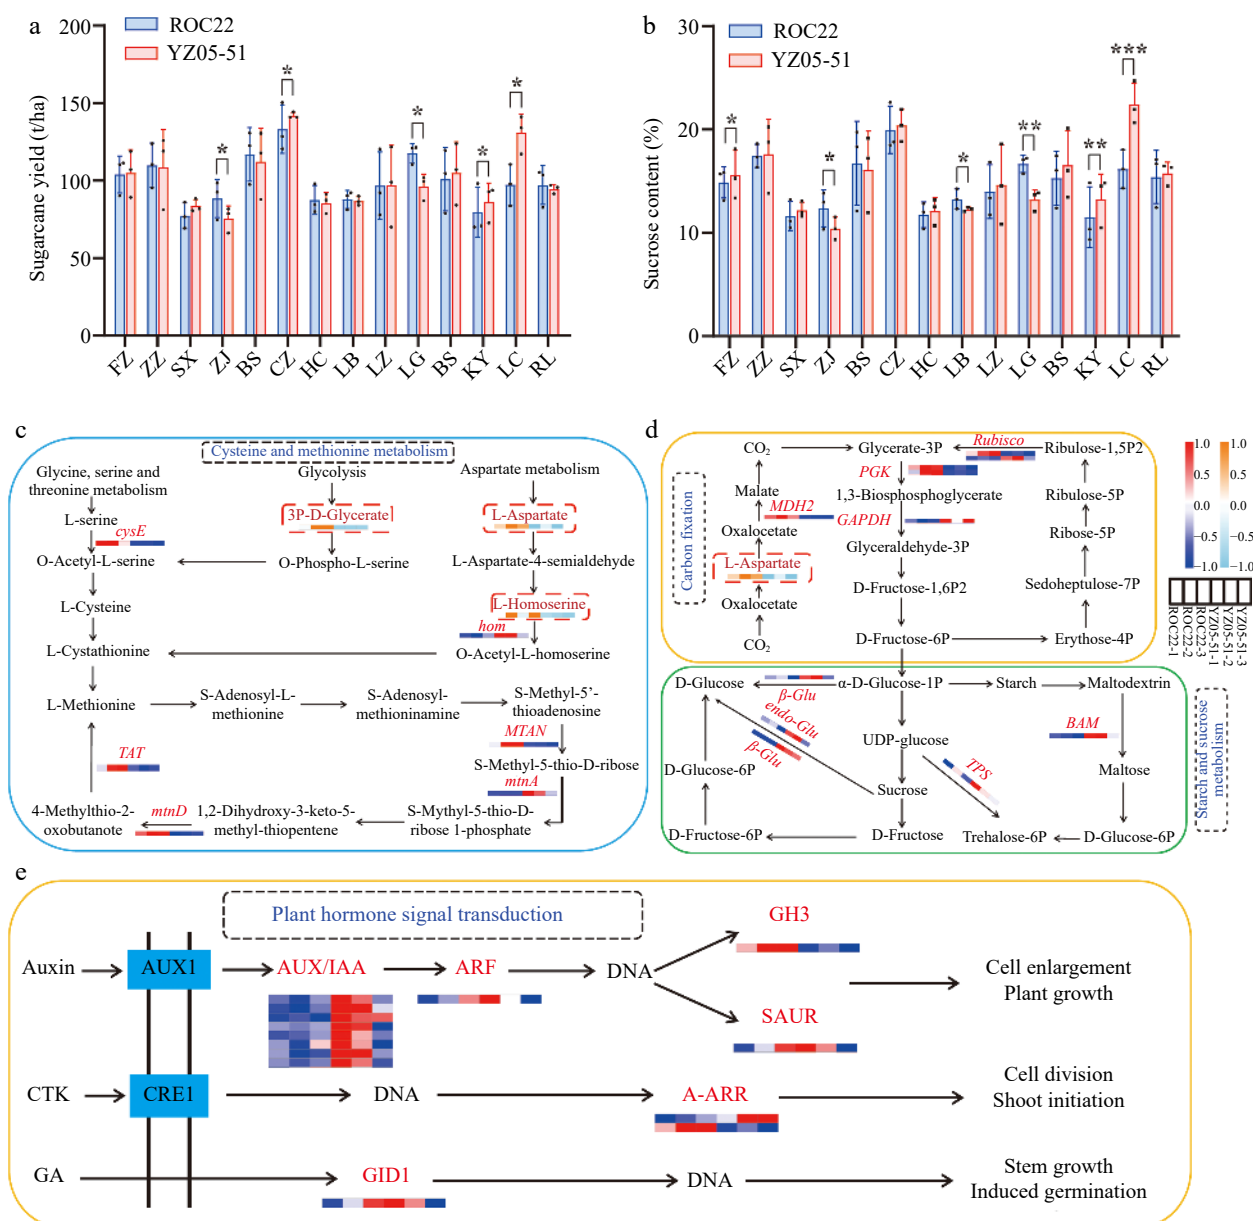 a
ROC22
YZ05-51
Sugarcane yield (t/ha)
200
150
100
50
0
*
*
*
*
*
FZ
ZZ
SX
ZJ
BS
CZ
HC
LB
LZ
LG
BS
KY
LC
RL
b
ROC22
YZ05-51
Sucrose content (%)
30
20
10
0
*
*
*
**
**
***
FZ
ZZ
SX
ZJ
BS
CZ
HC
LB
LZ
LG
BS
KY
LC
RL
c
Cysteine and methionine metabolism
Glycine, serine and
threonine metabolism
Glycolysis
Aspartate metabolism
L-serine
cysE
3P-D-Glycerate
L-Aspartate
O-Acetyl-L-serine
O-Phospho-L-serine
L-Aspartate-4-semialdehyde
L-Cysteine
L-Homoserine
hom
L-Cystathionine
O-Acetyl-L-homoserine
L-Methionine
S-Adenosyl-L-
methionine
S-Adenosyl-
methioninamine
S-Methyl-5'-
thioadenosine
MTAN
TAT
S-Methyl-5-thio-D-ribose
mtnA
4-Methylthio-2-
oxobutanote
mtnD
1,2-Dihydroxy-3-keto-5-
methyl-thiopentene
S-Mythyl-5-thio-D-
ribose 1-phosphate
d
Carbon fixation
CO2
Glycerate-3P
Rubisco
Ribulose-1,5P2
PGK
Malate
1,3-Biosphosphoglycerate
Ribulose-5P
MDH2
GAPDH
Oxalocetate
Ribose-5P
Glyceraldehyde-3P
L-Aspartate
D-Fructose-1,6P2
Sedoheptulose-7P
Oxalocetate
CO2
D-Fructose-6P
Erythose-4P
1.0
0.5
0
−0.5
−1.0
1.0
0.5
0
−0.5
−1.0
ROC22-1
ROC22-2
ROC22-3
YZ05-51-1
YZ05-51-2
YZ05-51-3
D-Glucose
β-Glu
α-D-Glucose-1P
Starch
Maltodextrin
endo-Glu
β-Glu
UDP-glucose
BAM
D-Glucose-6P
TPS
Maltose
Sucrose
D-Fructose-6P
D-Fructose
Trehalose-6P
D-Glucose-6P
Starch and sucrose
metabolism
e
Plant hormone signal transduction
Auxin
AUX1
AUX/IAA
ARF
DNA
GH3
SAUR
Cell enlargement
Plant growth
CTK
CRE1
DNA
A-ARR
Cell division
Shoot initiation
GA
GID1
DNA
Stem growth
Induced germination